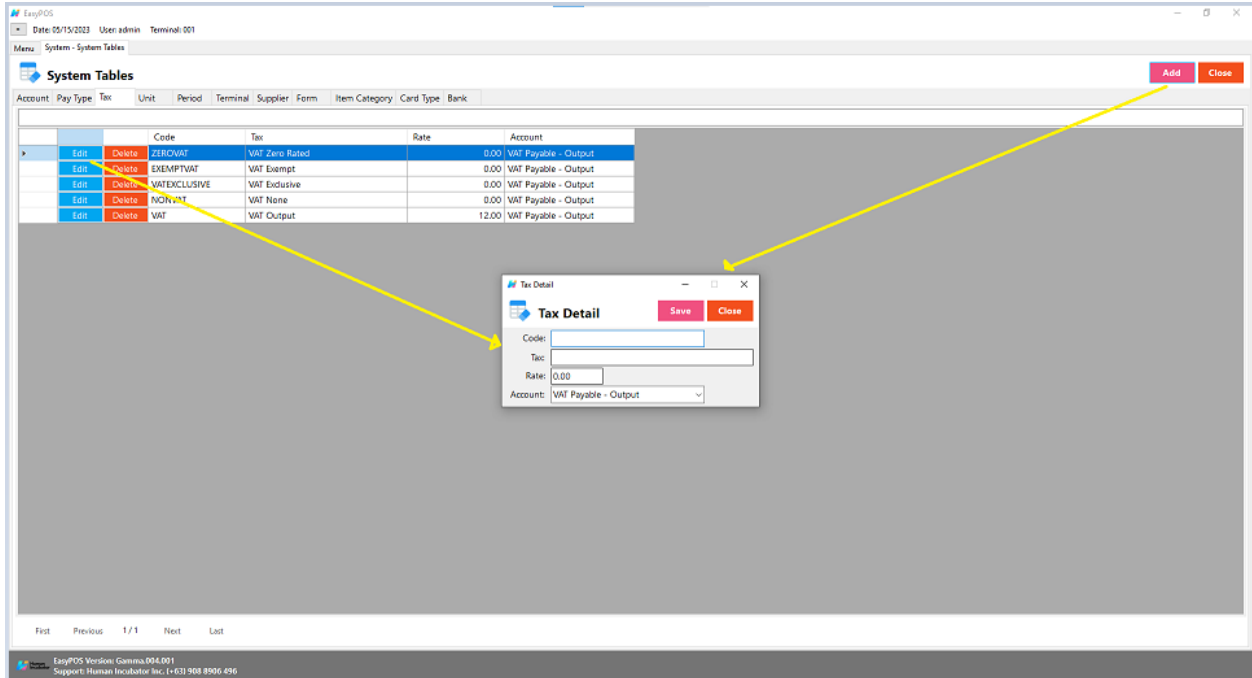 EasyPOS
Date: 05/15/2023 User: admin Terminal: 001
Menu System - System Tables
System Tables Add Close
Account Pay Type Tax Unit Period Terminal Supplier Form Item Category Card Type Bank
Code Tax Rate Account
Edit Delete ZEROVAT VAT Zero Rated 0.00 VAT Payable - Output
Edit Delete EXEMPTVAT VAT Exempt 0.00 VAT Payable - Output
Edit Delete VATEXCLUSIVE VAT Exclusive 0.00 VAT Payable - Output
Edit Delete NONVAT VAT None 0.00 VAT Payable - Output
Edit Delete VAT VAT Output 12.00 VAT Payable - Output
Tax Detail
Tax Detail Save Close
Code:
Tax:
Rate: 0.00
Account: VAT Payable - Output
First Previous 1 / 1 Next Last
Human Incubator
EasyPOS Version: Gamma.004.001
Support: Human Incubator Inc. (+63) 908 8906 496